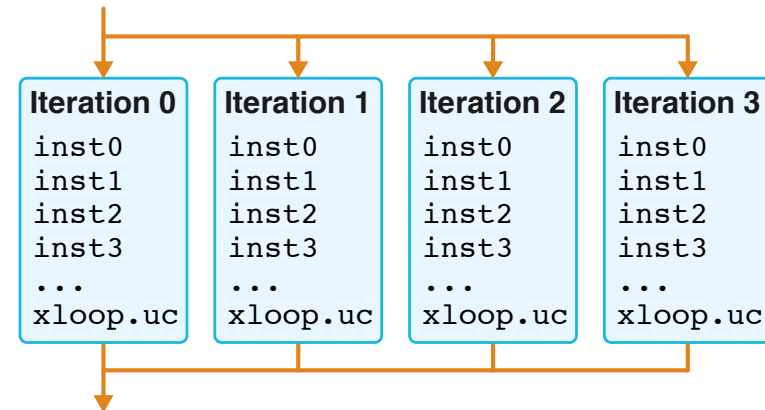 Iteration 0
inst0
inst1
inst2
inst3
...
xloop.uc
Iteration 1
inst0
inst1
inst2
inst3
...
xloop.uc
Iteration 2
inst0
inst1
inst2
inst3
...
xloop.uc
Iteration 3
inst0
inst1
inst2
inst3
...
xloop.uc